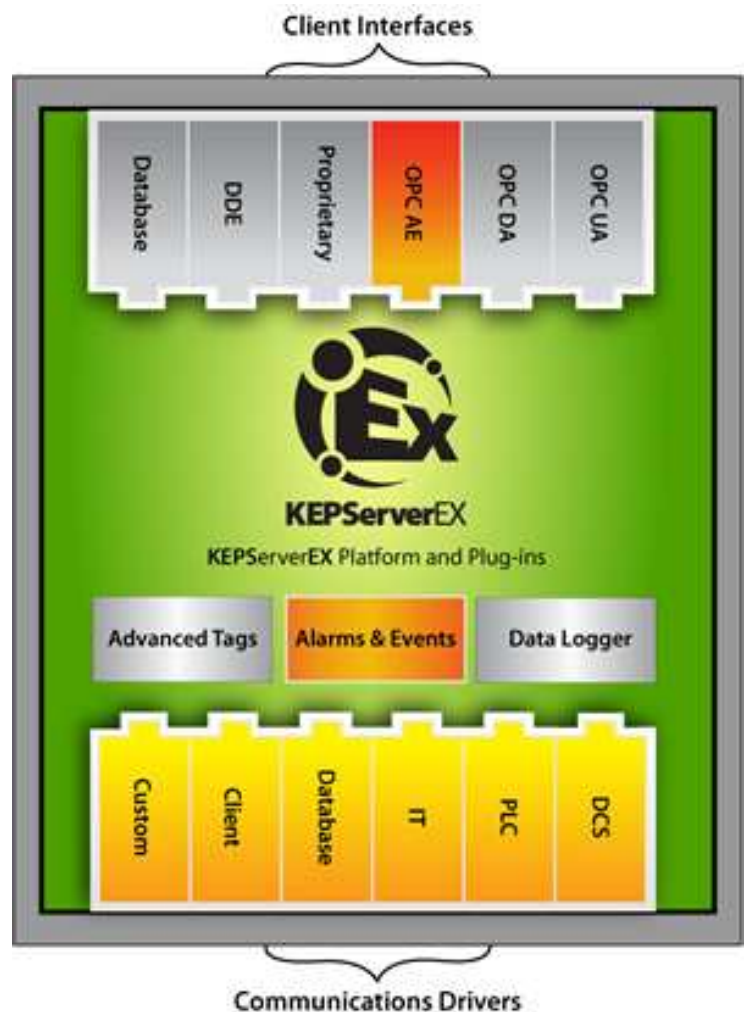 Client Interfaces
Database
DDE
Proprietary
OPC AE
OPC DA
OPC UA
Ex
KEPServerEX
KEPServerEX Platform and Plug-ins
Advanced Tags
Alarms & Events
Data Logger
Custom
Client
Database
IT
PLC
DCS
Communications Drivers